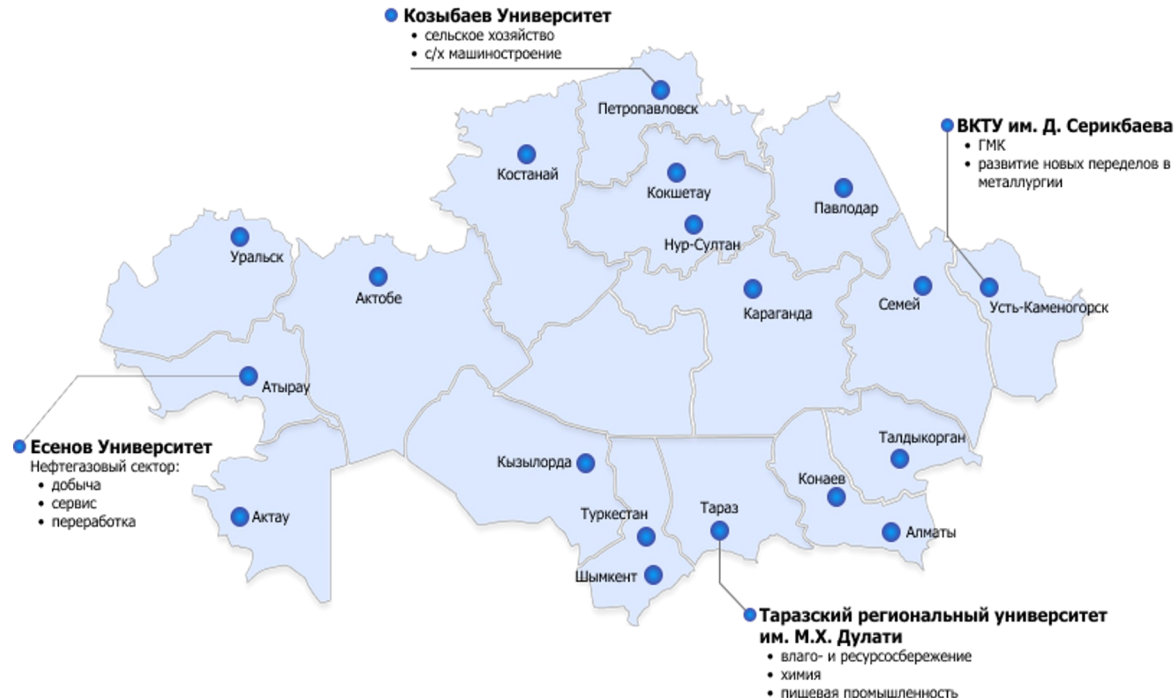 Козыбаев Университет
• сельское хозяйство
• с/х машиностроение
Петропавловск
ВКТУ им. Д. Серикбаева
• ГМК
• развитие новых переделов в
металлургии
Костанай
Кокшетау
Павлодар
Нур-Султан
Уральск
Актобе
Караганда
Семей
Усть-Каменогорск
Атырау
Есенов Университет
Нефтегазовый сектор:
• добыча
• сервис
• переработка
Талдыкорган
Кызылорда
Конаев
Туркестан
Тараз
Актау
Алматы
Шымкент
Таразский региональный университет
им. М.Х. Дулати
• влаго- и ресурсосбережение
• химия
• пищевая промышленность